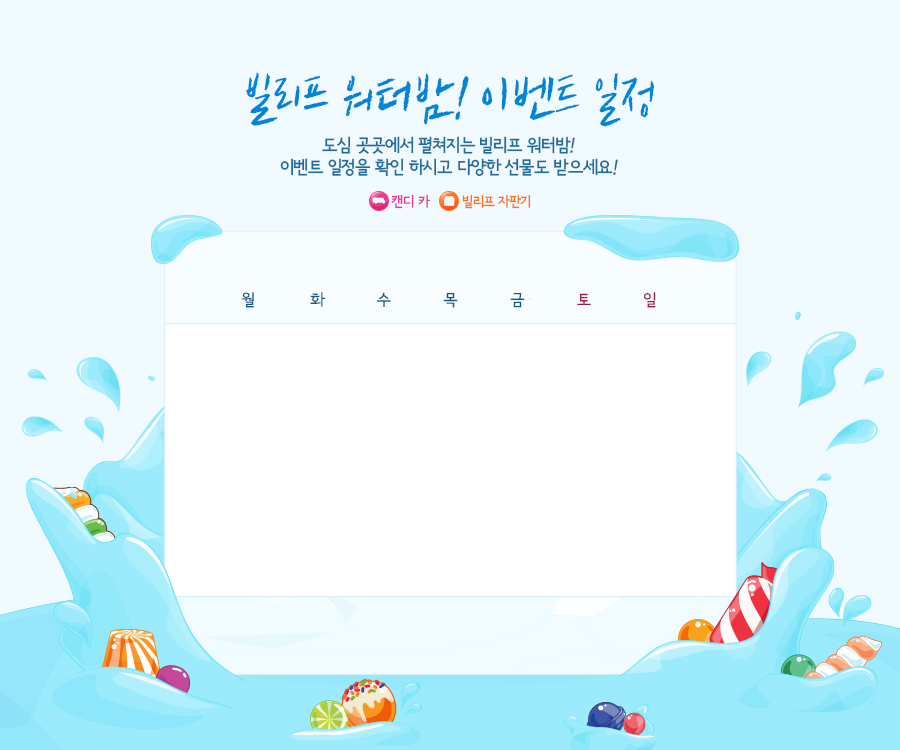 빌리프 워터밤! 이벤트 일정
도심 곳곳에서 펼쳐지는 빌리프 워터밤!
이벤트 일정을 확인 하시고 다양한 선물도 받으세요!
캔디 카 빌리프 자판기
월 화 수 목 금 토 일